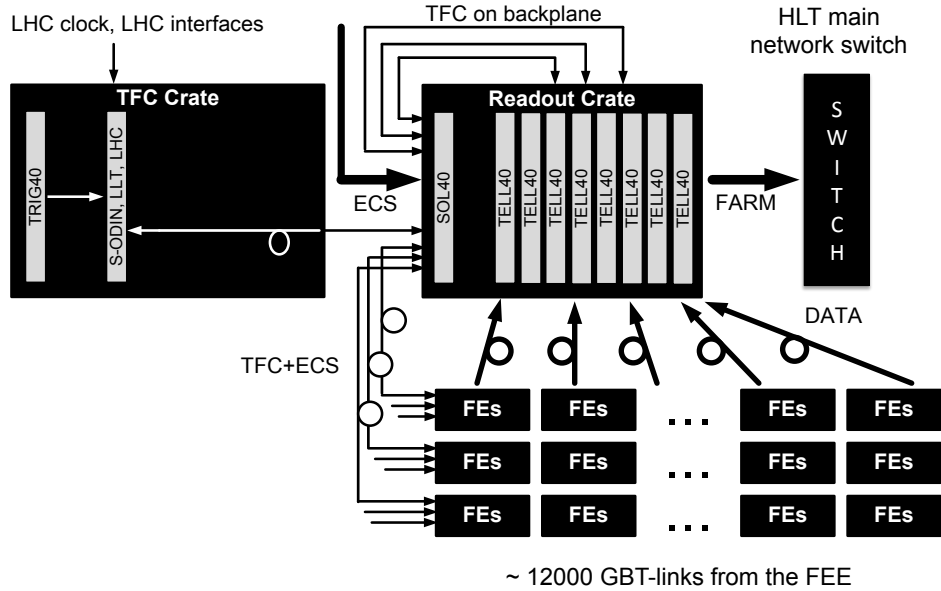 LHC clock, LHC interfaces
TFC on backplane
HLT main
network switch
TFC Crate
TRIG40
S-ODIN, LLT, LHC
ECS
Readout Crate
SOL40
TELL40
TELL40
TELL40
TELL40
TELL40
TELL40
TELL40
TELL40
FARM
S
W
I
T
C
H
TFC+ECS
DATA
FEs
FEs
...
FEs
FEs
FEs
FEs
...
FEs
FEs
FEs
FEs
...
FEs
FEs
~ 12000 GBT-links from the FEE